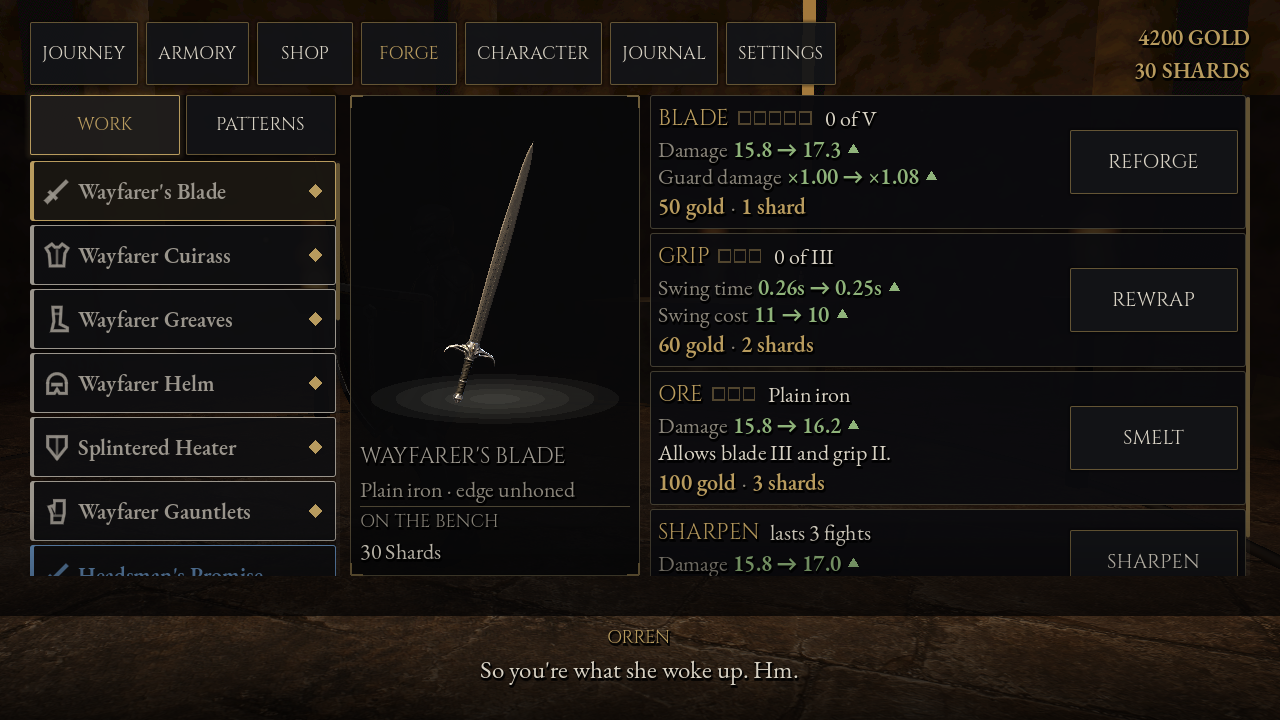 JOURNEY
ARMORY
SHOP
FORGE
CHARACTER
JOURNAL
SETTINGS
4200 GOLD
30 SHARDS
WORK
PATTERNS
Wayfarer's Blade
Wayfarer Cuirass
Wayfarer Greaves
Wayfarer Helm
Splintered Heater
Wayfarer Gauntlets
Headsman's Promise
WAYFARER'S BLADE
Plain iron · edge unhoned
ON THE BENCH
30 Shards
BLADE 0 of V
Damage 15.8 → 17.3
Guard damage ×1.00 → ×1.08
50 gold · 1 shard
REFORGE
GRIP 0 of III
Swing time 0.26s → 0.25s
Swing cost 11 → 10
60 gold · 2 shards
REWRAP
ORE Plain iron
Damage 15.8 → 16.2
Allows blade III and grip II.
100 gold · 3 shards
SMELT
SHARPEN lasts 3 fights
Damage 15.8 → 17.0
SHARPEN
ORREN
So you're what she woke up. Hm.